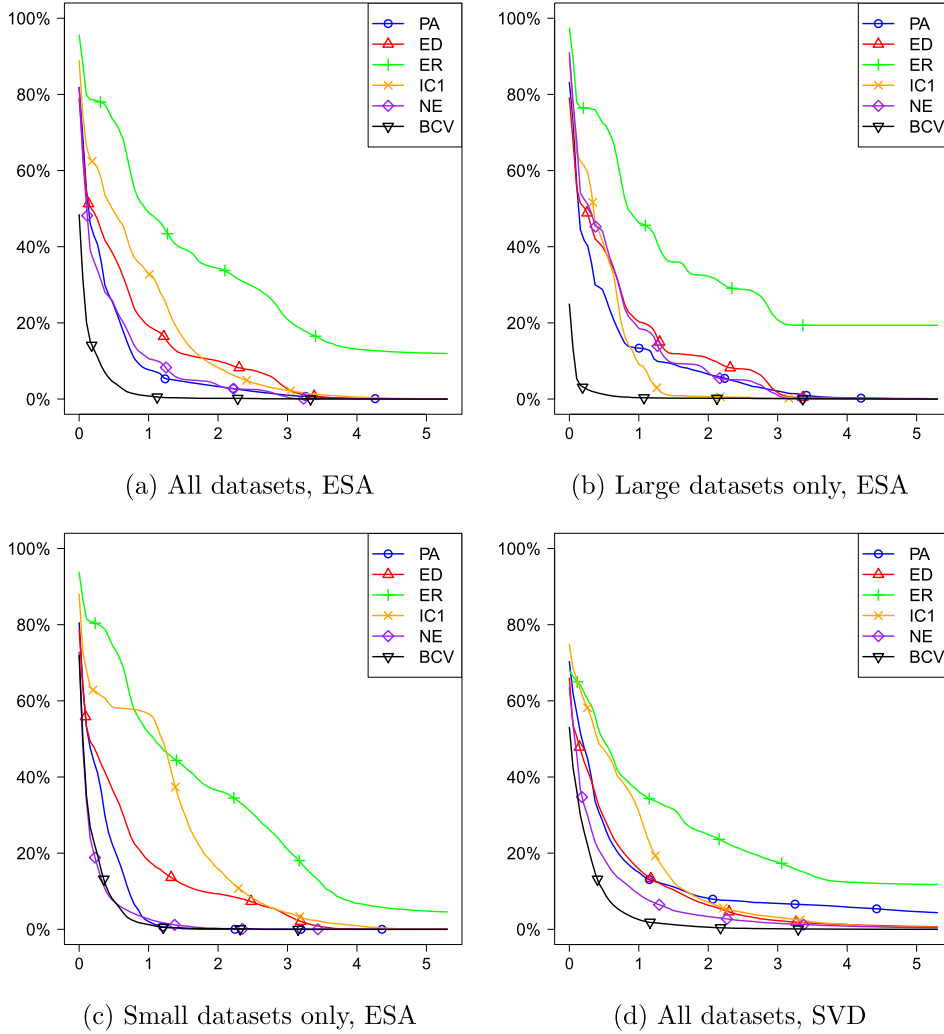 100%
80%
60%
40%
20%
0%
0 1 2 3 4 5
PA
ED
ER
IC1
NE
BCV
(a) All datasets, ESA
100%
80%
60%
40%
20%
0%
0 1 2 3 4 5
PA
ED
ER
IC1
NE
BCV
(b) Large datasets only, ESA
100%
80%
60%
40%
20%
0%
0 1 2 3 4 5
PA
ED
ER
IC1
NE
BCV
(c) Small datasets only, ESA
100%
80%
60%
40%
20%
0%
0 1 2 3 4 5
PA
ED
ER
IC1
NE
BCV
(d) All datasets, SVD